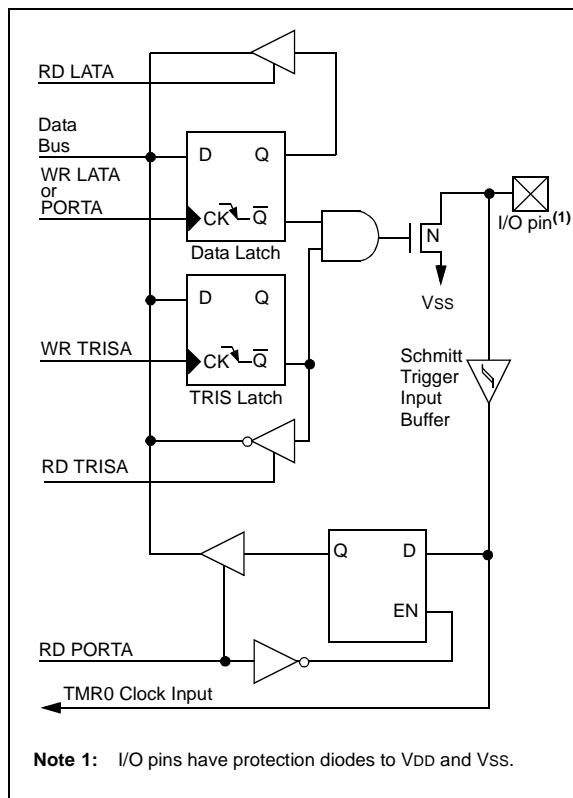 RD LATA
Data
Bus
WR LATA
or
PORTA
D Q
CK Q̅
Data Latch
I/O pin(1)
N
VSS
D Q
WR TRISA
CK Q̅
TRIS Latch
Schmitt
Trigger
Input
Buffer
RD TRISA
Q D
EN
RD PORTA
TMR0 Clock Input
Note 1: I/O pins have protection diodes to VDD and VSS.